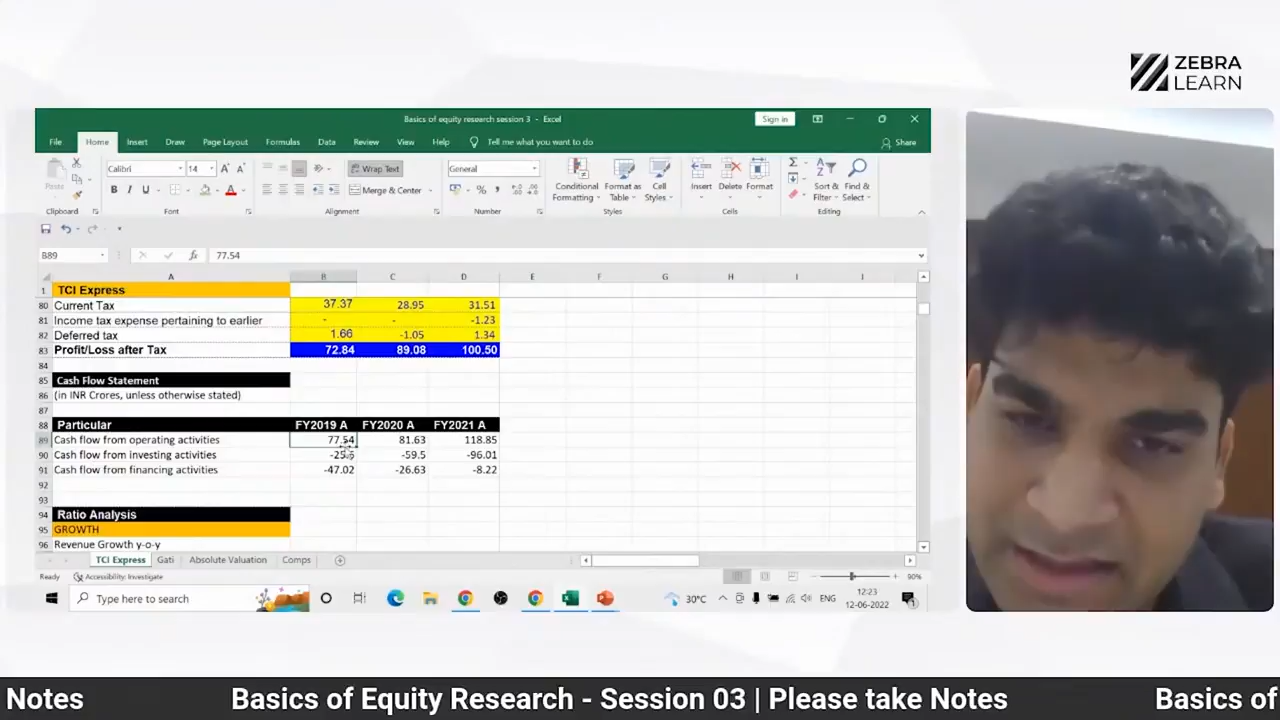 ZEBRA
LEARN
Basics of equity research session 3 - Excel
Sign in
File Home Insert Draw Page Layout Formulas Data Review View Help Tell me what you want to do Share
Paste
Calibri 14
Wrap Text
General
B I U
Merge & Center
Conditional Formatting
Format as Table
Cell Styles
Insert Delete Format
Sort & Filter
Find & Select
Clipboard Font Alignment Number Styles Cells Editing
B89 fx 77.54
A B C D E F G H I
1 TCI Express
80 Current Tax 37.37 28.95 31.51
81 Income tax expense pertaining to earlier - - -1.23
82 Deferred tax 1.66 -1.05 1.34
83 Profit/Loss after Tax 72.84 89.08 100.50
84
85 Cash Flow Statement
86 (in INR Crores, unless otherwise stated)
87
88 Particular FY2019 A FY2020 A FY2021 A
89 Cash flow from operating activities 77.54 81.63 118.85
90 Cash flow from investing activities -59.5 -96.01
91 Cash flow from financing activities -47.02 -26.63 -8.22
92
93
94 Ratio Analysis
95 GROWTH
96 Revenue Growth y-o-y
TCI Express Gati Absolute Valuation Comps
Ready Accessibility: Investigate 90%
Type here to search
30°C ENG 12:23
12-06-2022
Notes Basics of Equity Research - Session 03 | Please take Notes Basics of